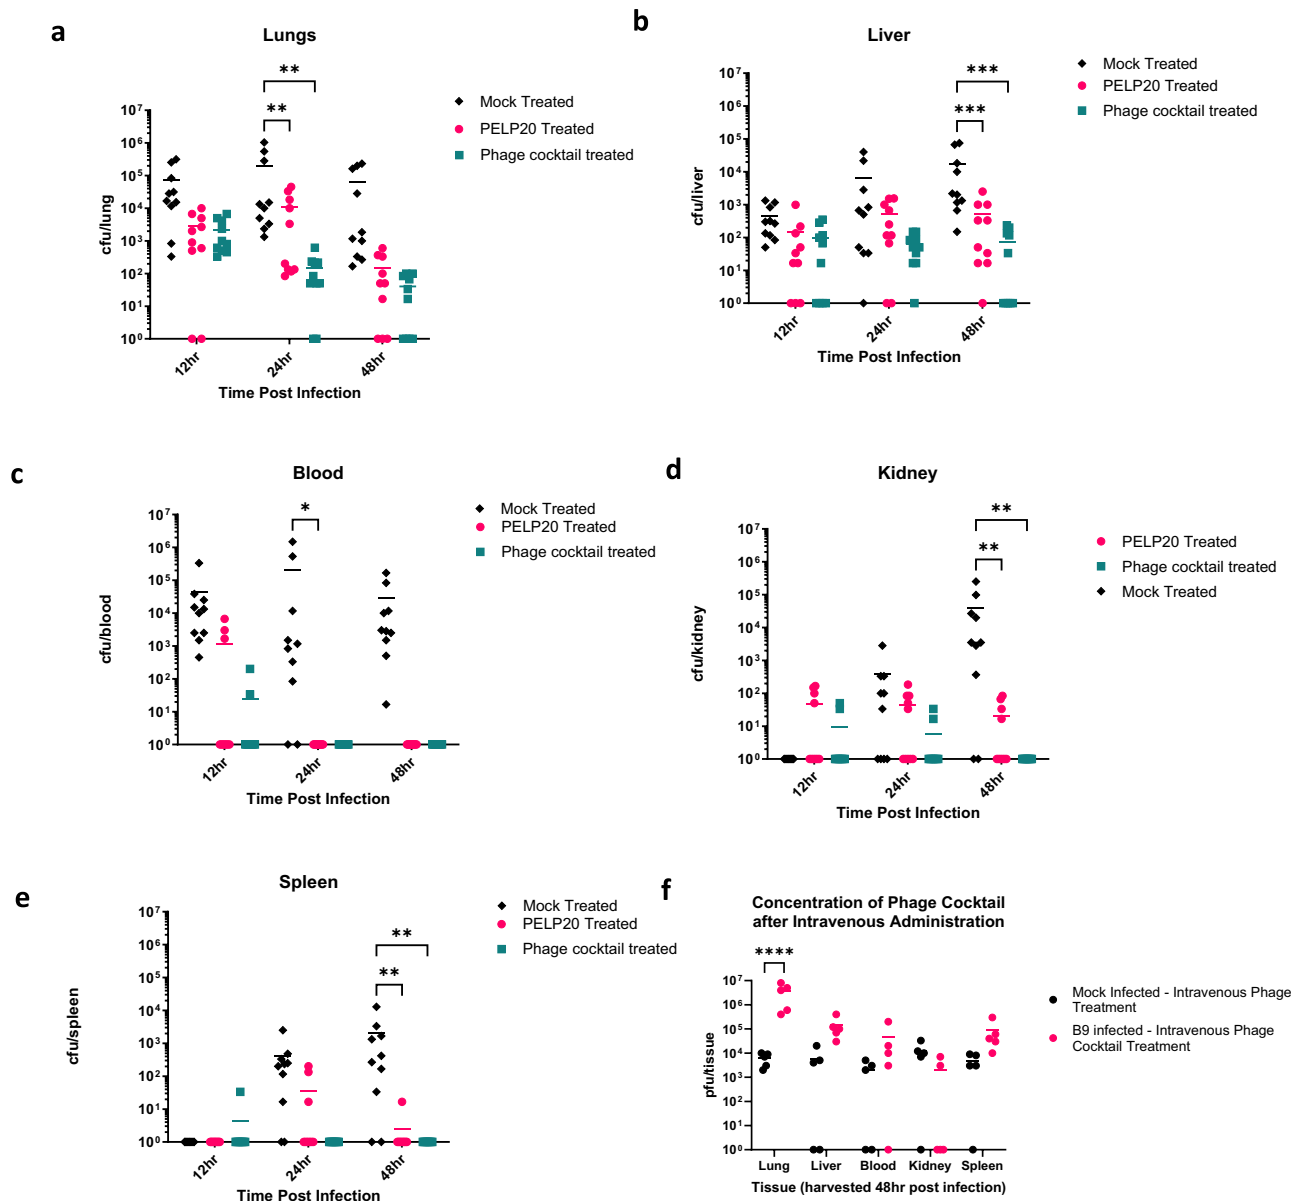 a
Lungs
**
**
Mock Treated
PELP20 Treated
Phage cocktail treated
10⁷
10⁶
10⁵
10⁴
10³
10²
10¹
10⁰
cfu/lung
12hr
24hr
48hr
Time Post Infection
b
Liver
***
***
Mock Treated
PELP20 Treated
Phage cocktail treated
10⁷
10⁶
10⁵
10⁴
10³
10²
10¹
10⁰
cfu/liver
12hr
24hr
48hr
Time Post Infection
c
Blood
*
Mock Treated
PELP20 Treated
Phage cocktail treated
10⁷
10⁶
10⁵
10⁴
10³
10²
10¹
10⁰
cfu/blood
12hr
24hr
48hr
Time Post Infection
d
Kidney
**
**
PELP20 Treated
Phage cocktail treated
Mock Treated
10⁷
10⁶
10⁵
10⁴
10³
10²
10¹
10⁰
cfu/kidney
12hr
24hr
48hr
Time Post Infection
e
Spleen
**
**
Mock Treated
PELP20 Treated
Phage cocktail treated
10⁷
10⁶
10⁵
10⁴
10³
10²
10¹
10⁰
cfu/spleen
12hr
24hr
48hr
Time Post Infection
f
Concentration of Phage Cocktail
after Intravenous Administration
****
Mock Infected - Intravenous Phage
Treatment
B9 infected - Intravenous Phage
Cocktail Treatment
10⁷
10⁶
10⁵
10⁴
10³
10²
10¹
10⁰
pfu/tissue
Lung Liver Blood Kidney Spleen
Tissue (harvested 48hr post infection)